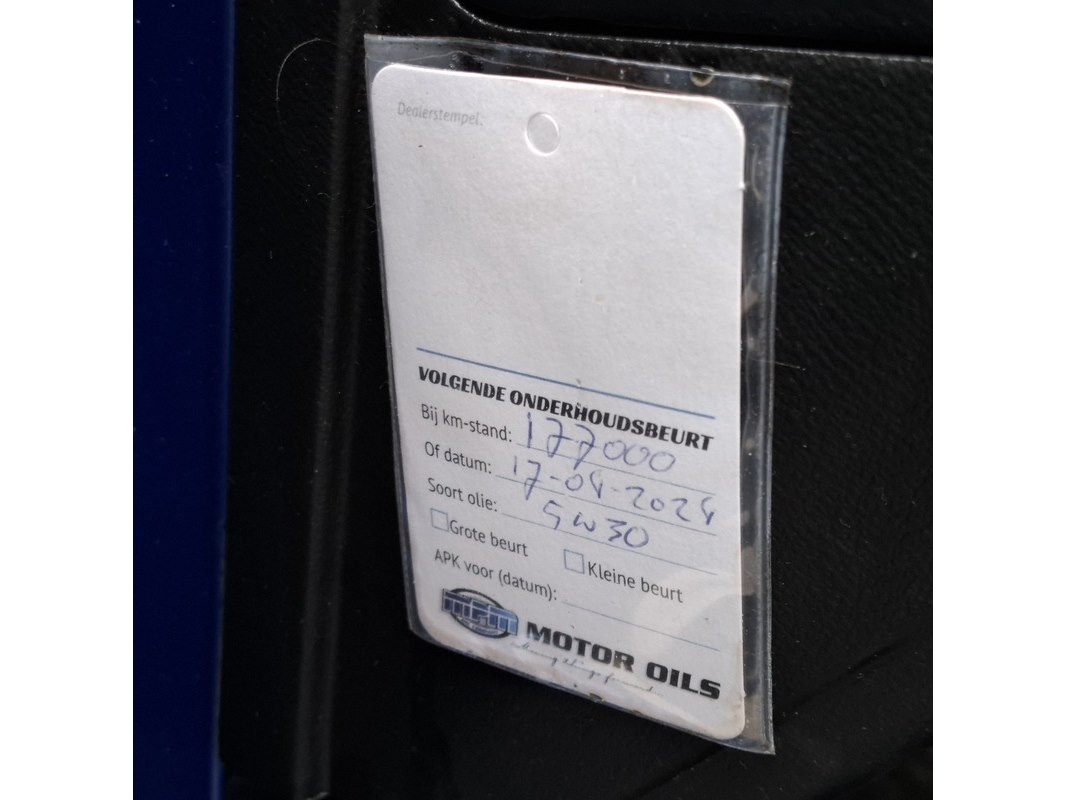 Dealerstempel:
VOLGENDE ONDERHOUDSBEURT
Bij km-stand: 177000
Of datum: 17-04-2024
Soort olie: 5W30
Grote beurt
Kleine beurt
APK voor (datum):
MPM MOTOR OILS